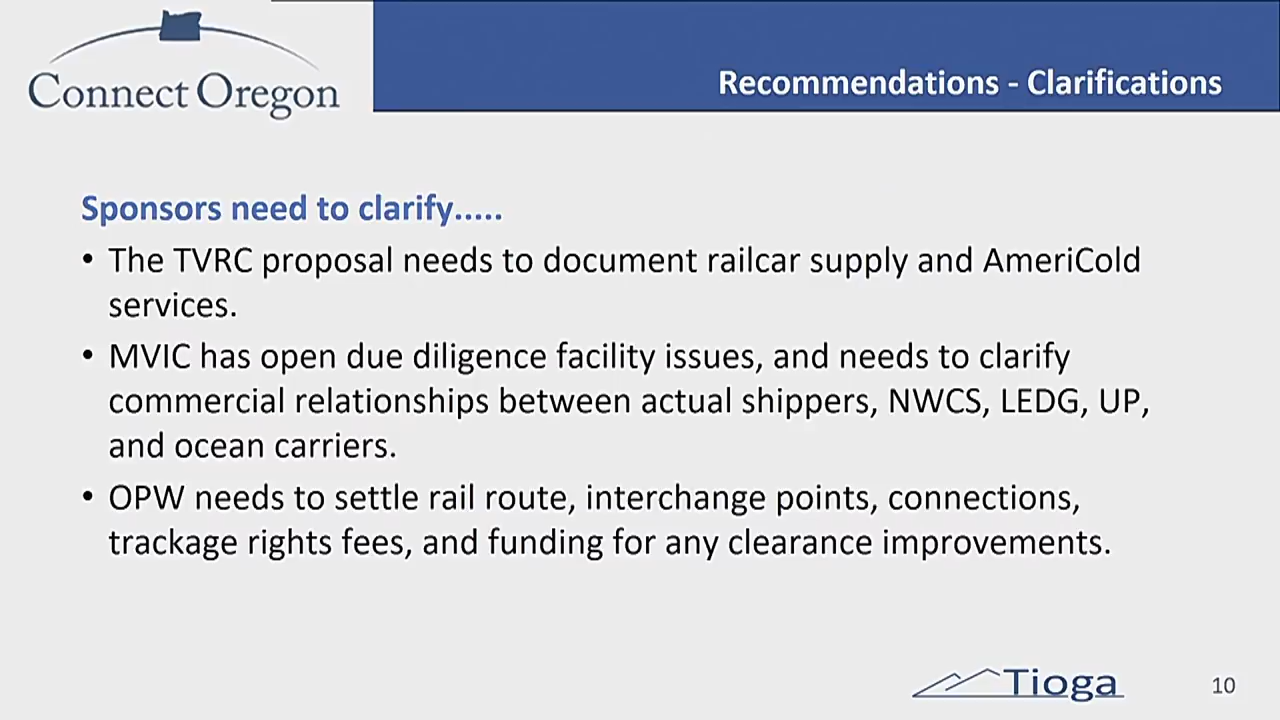 Connect Oregon
Recommendations - Clarifications
Sponsors need to clarify.....
• The TVRC proposal needs to document railcar supply and AmeriCold
services.
• MVIC has open due diligence facility issues, and needs to clarify
commercial relationships between actual shippers, NWCS, LEDG, UP,
and ocean carriers.
• OPW needs to settle rail route, interchange points, connections,
trackage rights fees, and funding for any clearance improvements.
Tioga
10